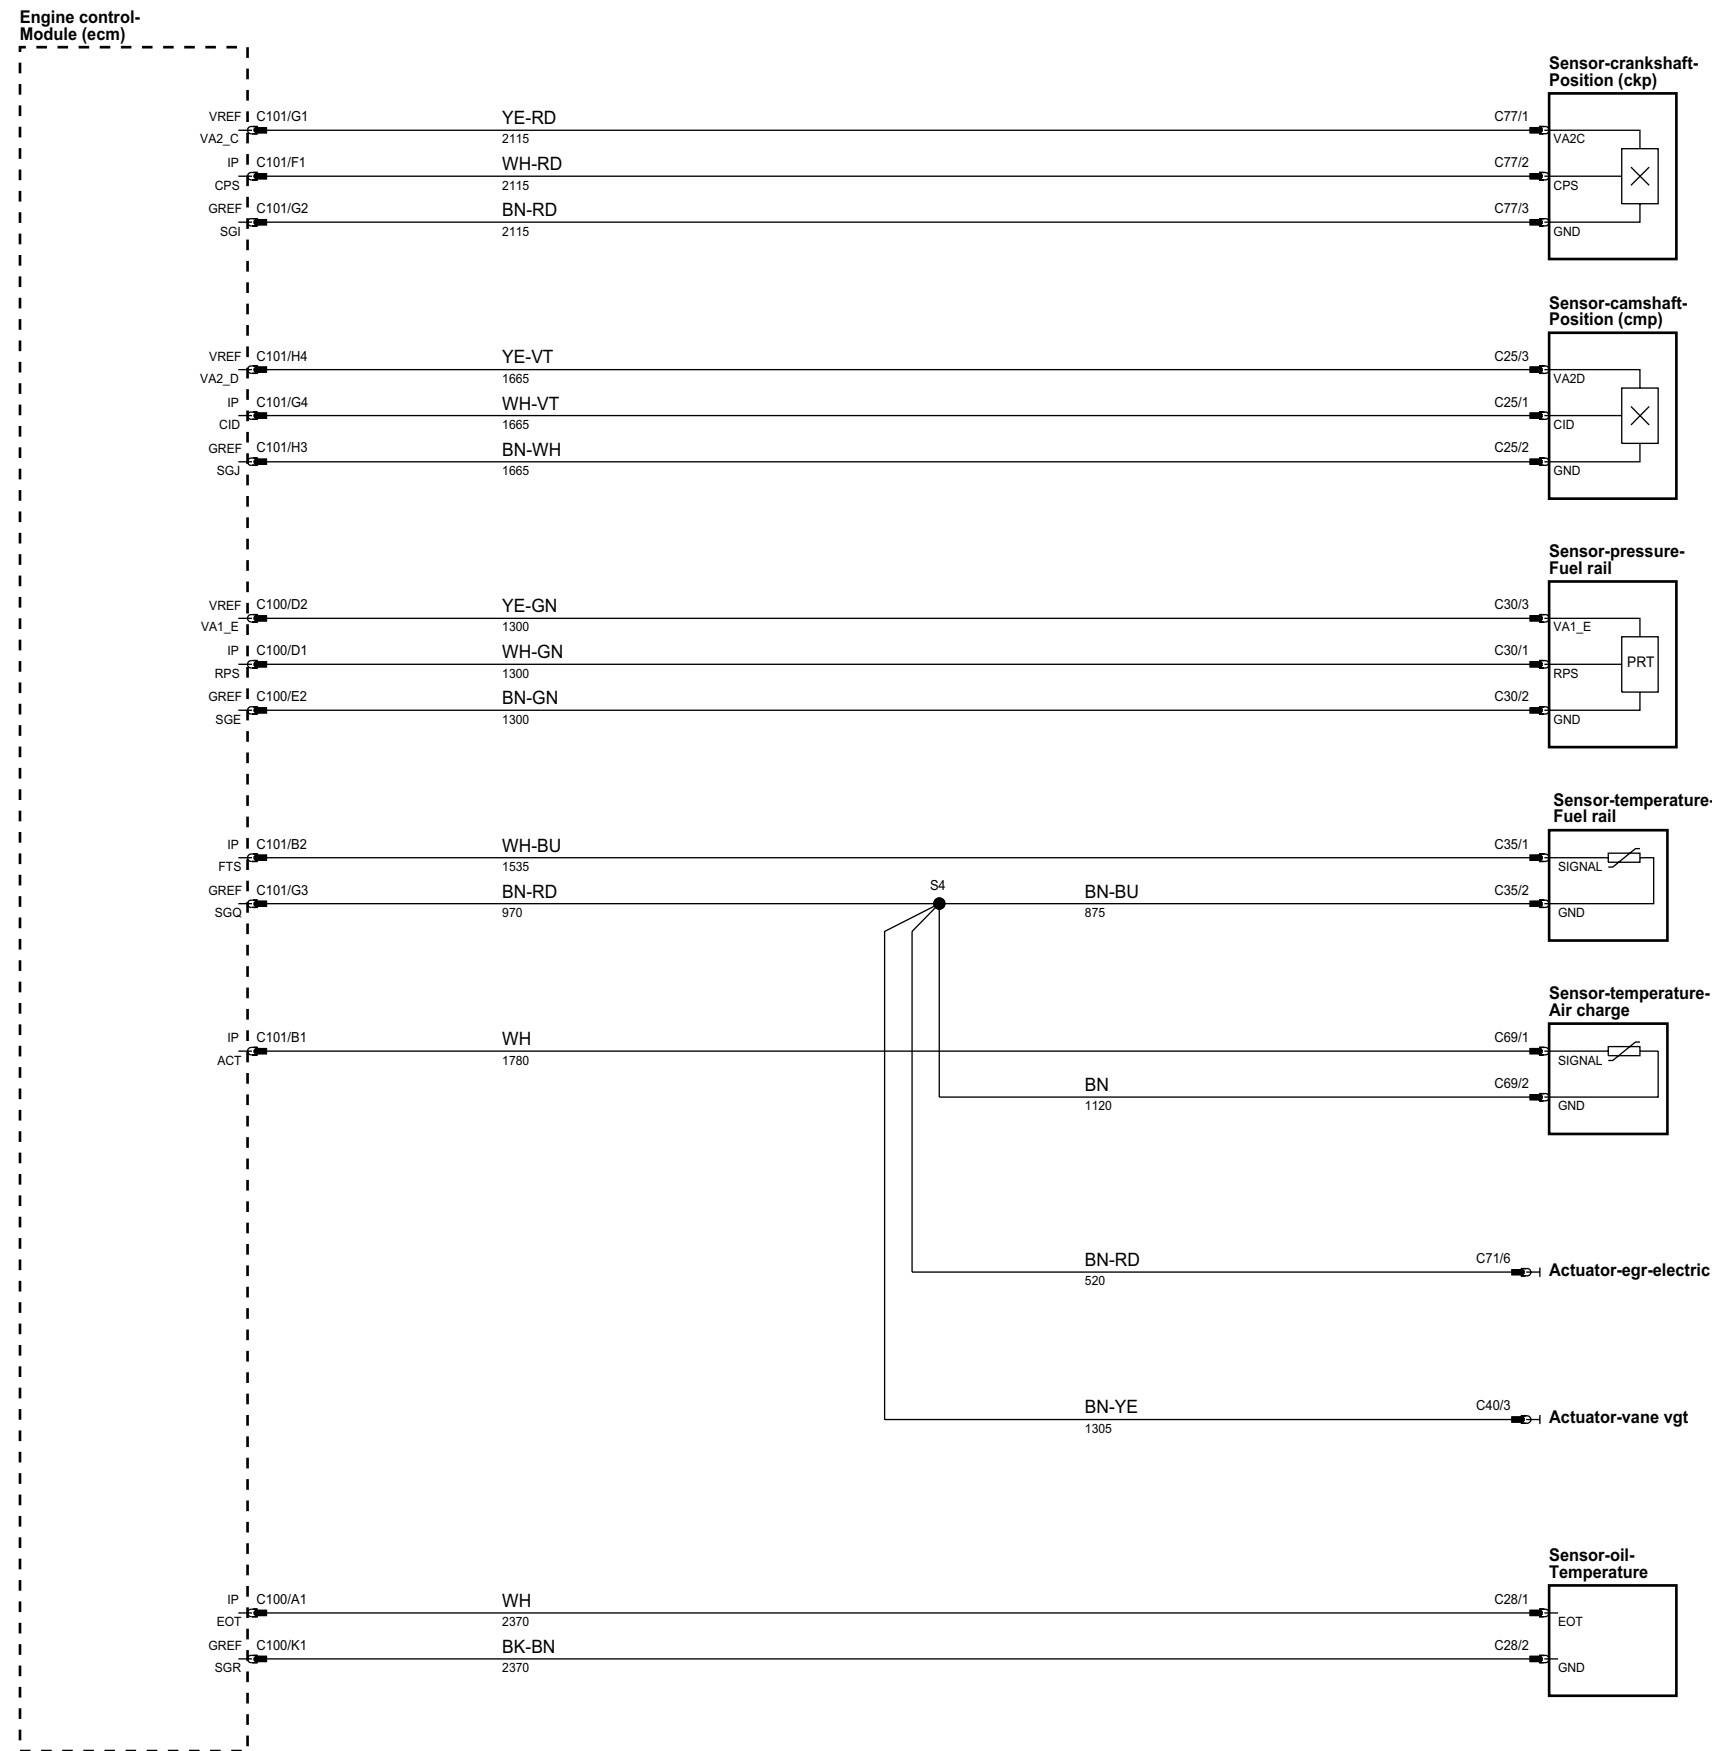 Engine control-
Module (ecm)
Sensor-crankshaft-
Position (ckp)
VREF C101/G1 YE-RD C77/1
VA2_C 2115 VA2C
IP C101/F1 WH-RD C77/2
CPS 2115 CPS
GREF C101/G2 BN-RD C77/3
SGI 2115 GND
Sensor-camshaft-
Position (cmp)
VREF C101/H4 YE-VT C25/3
VA2_D 1665 VA2D
IP C101/G4 WH-VT C25/1
CID 1665 CID
GREF C101/H3 BN-WH C25/2
SGJ 1665 GND
Sensor-pressure-
Fuel rail
VREF C100/D2 YE-GN C30/3
VA1_E 1300 VA1_E
IP C100/D1 WH-GN C30/1
PRT
RPS 1300 RPS
GREF C100/E2 BN-GN C30/2
SGE 1300 GND
Sensor-temperature-
Fuel rail
IP C101/B2 WH-BU C35/1
FTS 1535 SIGNAL
GREF C101/G3 BN-RD S4 BN-BU C35/2
SGQ 970 875 GND
Sensor-temperature-
Air charge
IP C101/B1 WH C69/1
ACT 1780 SIGNAL
BN C69/2
1120 GND
BN-RD C71/6
520 Actuator-egr-electric
BN-YE C40/3
1305 Actuator-vane vgt
Sensor-oil-
Temperature
IP C100/A1 WH C28/1
EOT 2370 EOT
GREF C100/K1 BK-BN C28/2
SGR 2370 GND